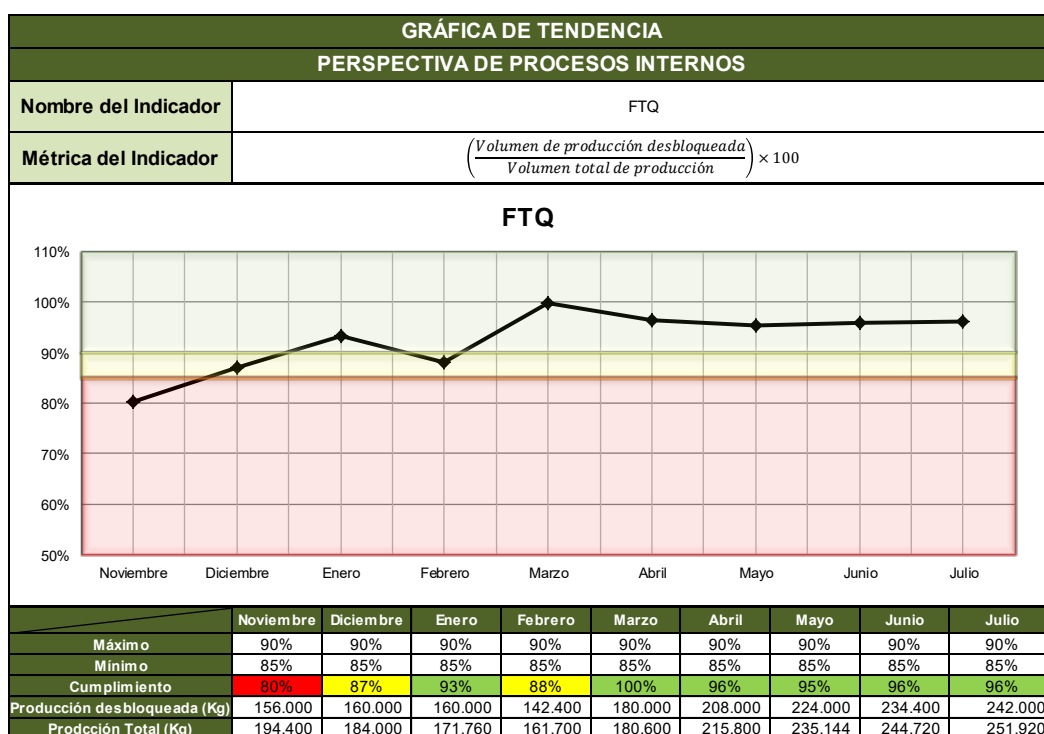 GRÁFICA DE TENDENCIA
PERSPECTIVA DE PROCESOS INTERNOS
Nombre del Indicador FTQ
Métrica del Indicador (Volumen de producción desbloqueada / Volumen total de producción) × 100
FTQ
110%
100%
90%
80%
70%
60%
50%
Noviembre Diciembre Enero Febrero Marzo Abril Mayo Junio Julio
Noviembre Diciembre Enero Febrero Marzo Abril Mayo Junio Julio
Máximo 90% 90% 90% 90% 90% 90% 90% 90% 90%
Mínimo 85% 85% 85% 85% 85% 85% 85% 85% 85%
Cumplimiento 80% 87% 93% 88% 100% 96% 95% 96% 96%
Producción desbloqueada (Kg) 156.000 160.000 160.000 142.400 180.000 208.000 224.000 234.400 242.000
Prodcción Total (Kg) 194.400 184.000 171.760 161.700 180.600 215.800 235.144 244.720 251.920